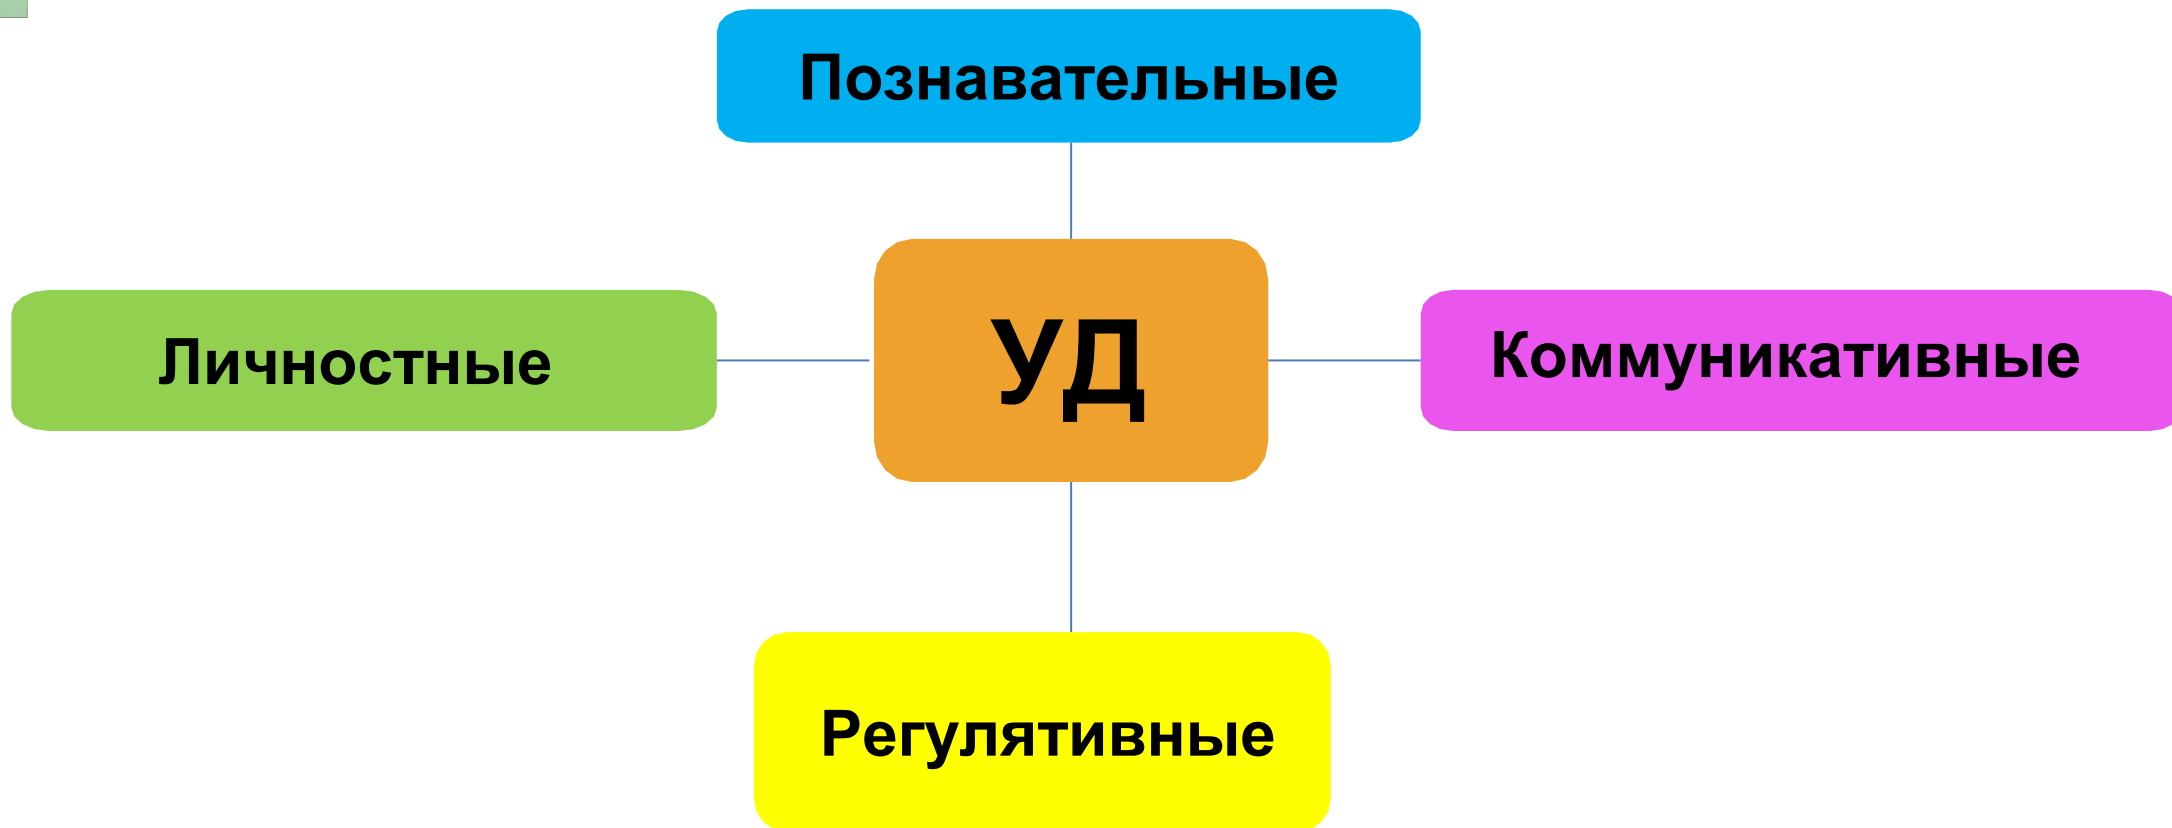 Познавательные
Личностные
УД
Коммуникативные
Регулятивные